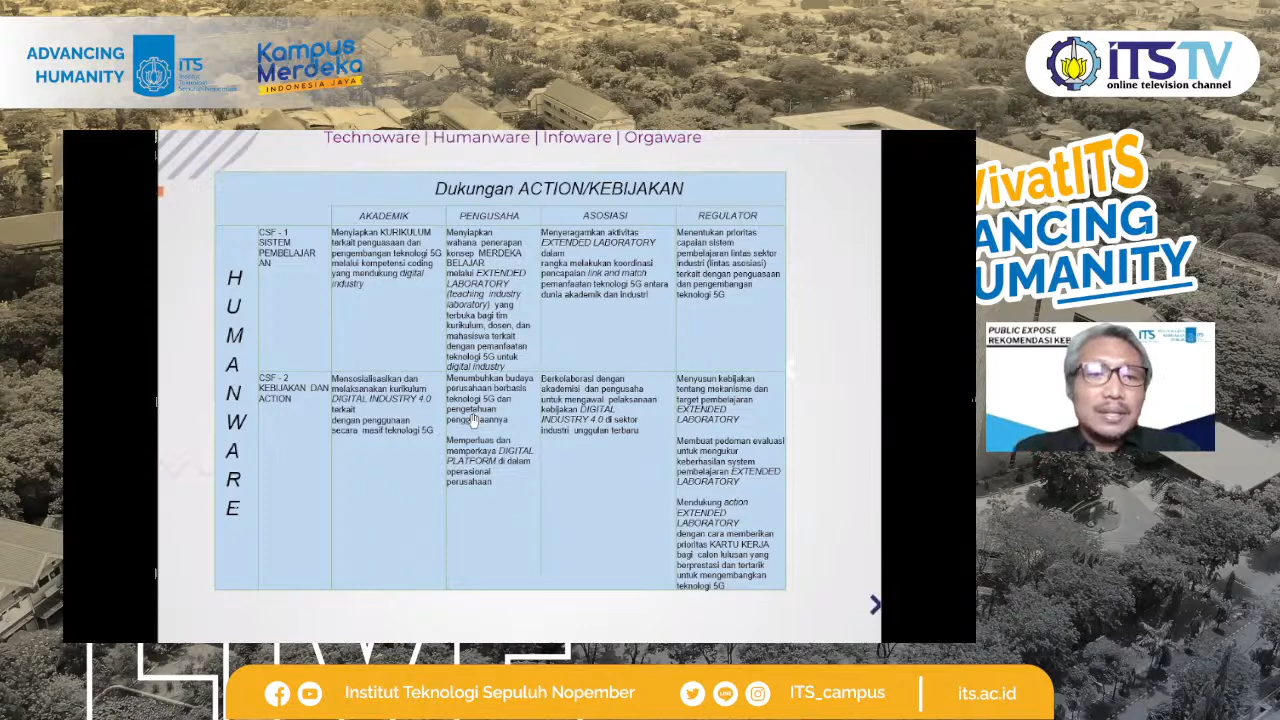 ADVANCING
HUMANITY
ITS
Institut
Teknologi
Sepuluh Nopember
Kampus
Merdeka
INDONESIA JAYA
iTSTV
online television channel
VivatITS
ANCING
UMANITY
Technoware | Humanware | Infoware | Orgaware
Dukungan ACTION/KEBIJAKAN
AKADEMIK
PENGUSAHA
ASOSIASI
REGULATOR
HUMANWARE
CSF - 1
SISTEM
PEMBELAJAR
AN
Menyiapkan KURIKULUM
terkait penguasaan dan
pengembangan teknologi 5G
melalui kompetensi coding
yang mendukung digital
industry
Menyiapkan
wahana penerapan
konsep MERDEKA
BELAJAR
melalui EXTENDED
LABORATORY
(teaching industry
laboratory) yang
terbuka bagi tim
kurikulum, dosen, dan
mahasiswa terkait
dengan pemanfaatan
teknologi 5G untuk
digital industry
Menyeragamkan aktivitas
EXTENDED LABORATORY
dalam
rangka melakukan koordinasi
pencapaian link and match
pemanfaatan teknologi 5G antara
dunia akademik dan industri
Menentukan prioritas
capaian sistem
pembelajaran lintas sektor
industri (lintas asosiasi)
terkait dengan penguasaan
dan pengembangan
teknologi 5G
CSF - 2
KEBIJAKAN DAN
ACTION
Mensosialisasikan dan
melaksanakan kurikulum
DIGITAL INDUSTRY 4.0
terkait
dengan penggunaan
secara masif teknologi 5G
Menumbuhkan budaya
perusahaan berbasis
teknologi 5G dan
pengetahuan
Memperluas dan
memperkaya DIGITAL
PLATFORM di dalam
operasional
perusahaan
Berkolaborasi dengan
akademisi dan pengusaha
untuk mengawal pelaksanaan
kebijakan DIGITAL
INDUSTRY 4.0 di sektor
industri unggulan terbaru
Menyusun kebijakan
tentang mekanisme dan
target pembelajaran
EXTENDED
LABORATORY
Membuat pedoman evaluasi
untuk mengukur
keberhasilan system
pembelajaran EXTENDED
LABORATORY
Mendukung action
EXTENDED
LABORATORY
dengan cara memberikan
prioritas KARTU KERJA
bagi calon lulusan yang
berprestasi dan tertarik
untuk mengembangkan
teknologi 5G
PUBLIC EXPOSE
REKOMENDASI KEB
ITS
Institut Teknologi Sepuluh Nopember
ITS_campus
its.ac.id